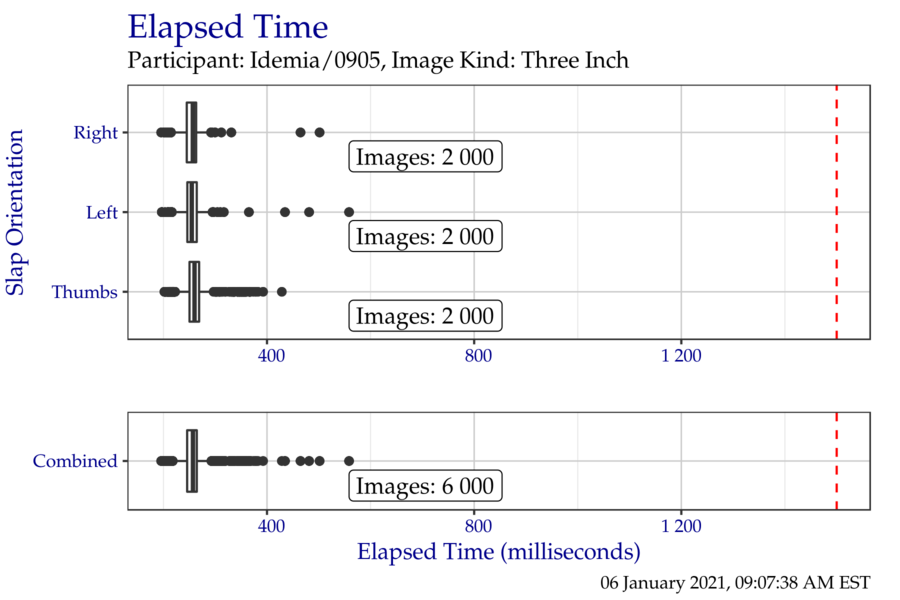 Elapsed Time
Participant: Idemia/0905, Image Kind: Three Inch
Slap Orientation
Right
Images: 2 000
Left
Images: 2 000
Thumbs
Images: 2 000
400 800 1 200
Combined
Images: 6 000
400 800 1 200
Elapsed Time (milliseconds)
06 January 2021, 09:07:38 AM EST